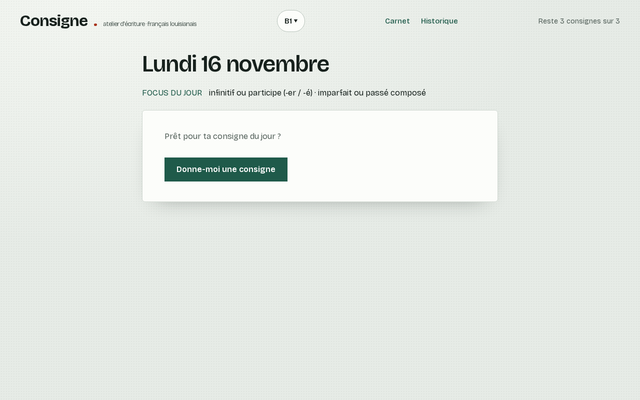 Consigne. atelier d'écriture · français louisianais B1 ▾ Carnet Historique Reste 3 consignes sur 3
Lundi 16 novembre
FOCUS DU JOUR infinitif ou participe (-er / -é) · imparfait ou passé composé
Prêt pour ta consigne du jour ?
Donne-moi une consigne